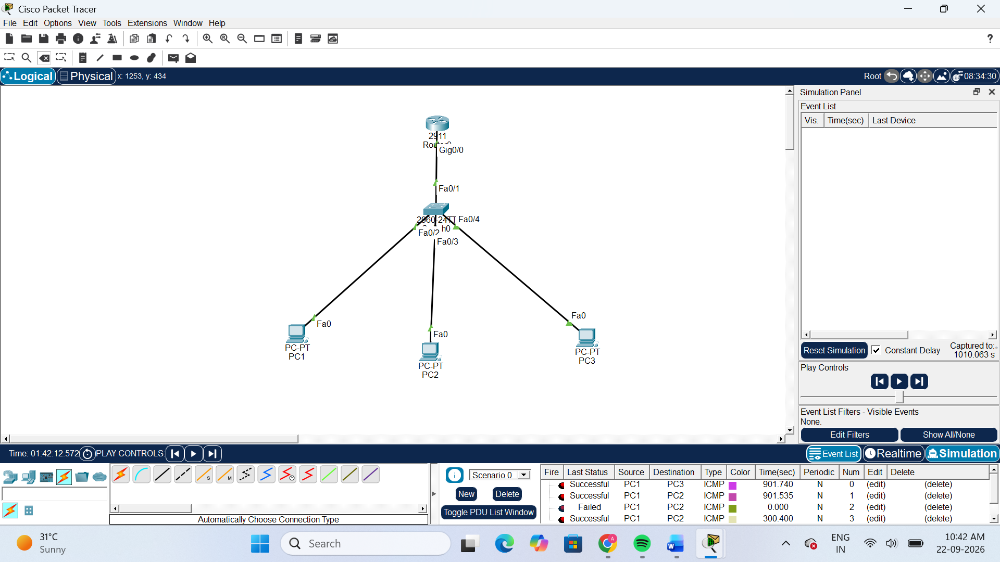 Cisco Packet Tracer
File Edit Options View Tools Extensions Window Help
?
Logical Physical x: 1253, y: 434 Root 08:34:30
Simulation Panel
Event List
Vis. Time(sec) Last Device
2911
Gig0/0
Fa0/1
2960-24TT Fa0/4
h0
Fa0/2
Fa0/3
Fa0
Fa0
Fa0
PC-PT
PC1
PC-PT
PC2
PC-PT
PC3
Reset Simulation Constant Delay Captured to:
1010.063 s
Play Controls
Event List Filters - Visible Events
None.
Edit Filters Show All/None
Time: 01:42:12.572 PLAY CONTROLS: Event List Realtime Simulation
S M
Automatically Choose Connection Type
Scenario 0
New Delete
Toggle PDU List Window
Fire Last Status Source Destination Type Color Time(sec) Periodic Num Edit Delete
Successful PC1 PC3 ICMP 901.740 N 0 (edit) (delete)
Successful PC1 PC2 ICMP 901.535 N 1 (edit) (delete)
Failed PC1 PC2 ICMP 0.000 N 2 (edit) (delete)
Successful PC1 PC2 ICMP 300.400 N 3 (edit) (delete)
31°C
Sunny
Search
A
W
ENG
IN
10:42 AM
22-09-2026